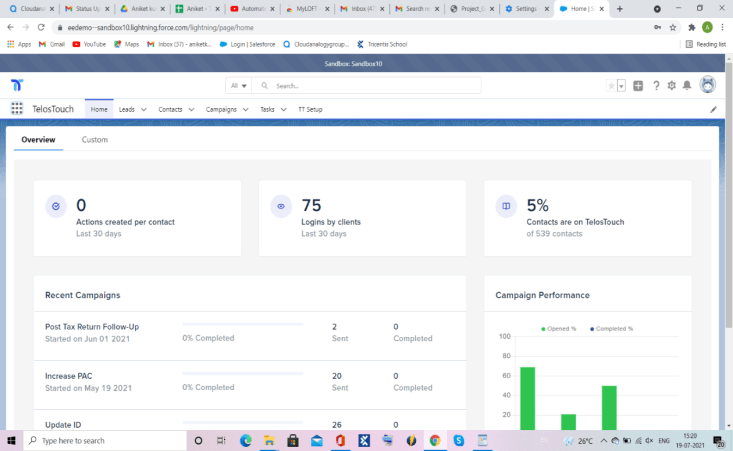 Cloudana
Status Up
Aniket ku
Aniket -
Automat
MyLOFT -
Inbox (47
Search re
Project_
Settings
Home | S
eedemo--sandbox10.lightning.force.com/lightning/page/home
Apps
Gmail
YouTube
Maps
Inbox (37) - aniketk...
Login | Salesforce
Cloudanalogygroup...
Tricentis School
Reading list
Sandbox: Sandbox10
All
Search...
TelosTouch
Home
Leads
Contacts
Campaigns
Tasks
TT Setup
Overview
Custom
0
Actions created per contact
Last 30 days
75
Logins by clients
Last 30 days
5%
Contacts are on TelosTouch
of 539 contacts
Recent Campaigns
Post Tax Return Follow-Up
Started on Jun 01 2021
0% Completed
2
Sent
0
Completed
Increase PAC
Started on May 19 2021
0% Completed
20
Sent
0
Completed
Update ID
26
0
Campaign Performance
Opened %
Completed %
100
80
60
40
20
Type here to search
26°C
ENG
15:20
19-07-2021
20